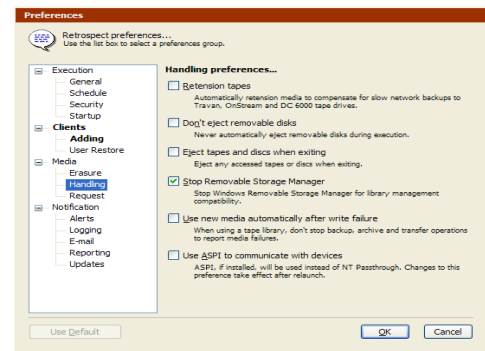 Preferences
Retrospect preferences...
Use the list box to select a preferences group.
Execution
General
Schedule
Security
Startup
Clients
Adding
User Restore
Media
Erasure
Handling
Request
Notification
Alerts
Logging
E-mail
Reporting
Updates
Handling preferences...
Retension tapes
Automatically retension media to compensate for slow network backups to
Travan, OnStream and DC 6000 tape drives.
Don't eject removable disks
Never automatically eject removable disks during execution.
Eject tapes and discs when exiting
Eject any accessed tapes or discs when exiting.
Stop Removable Storage Manager
Stop Windows Removable Storage Manager for library management
compatibility.
Use new media automatically after write failure
When using a tape library, don't stop backup, archive and transfer operations
to report media failures.
Use ASPI to communicate with devices
ASPI, if installed, will be used instead of NT Passthrough. Changes to this
preference take effect after relaunch.
Use Default
OK
Cancel